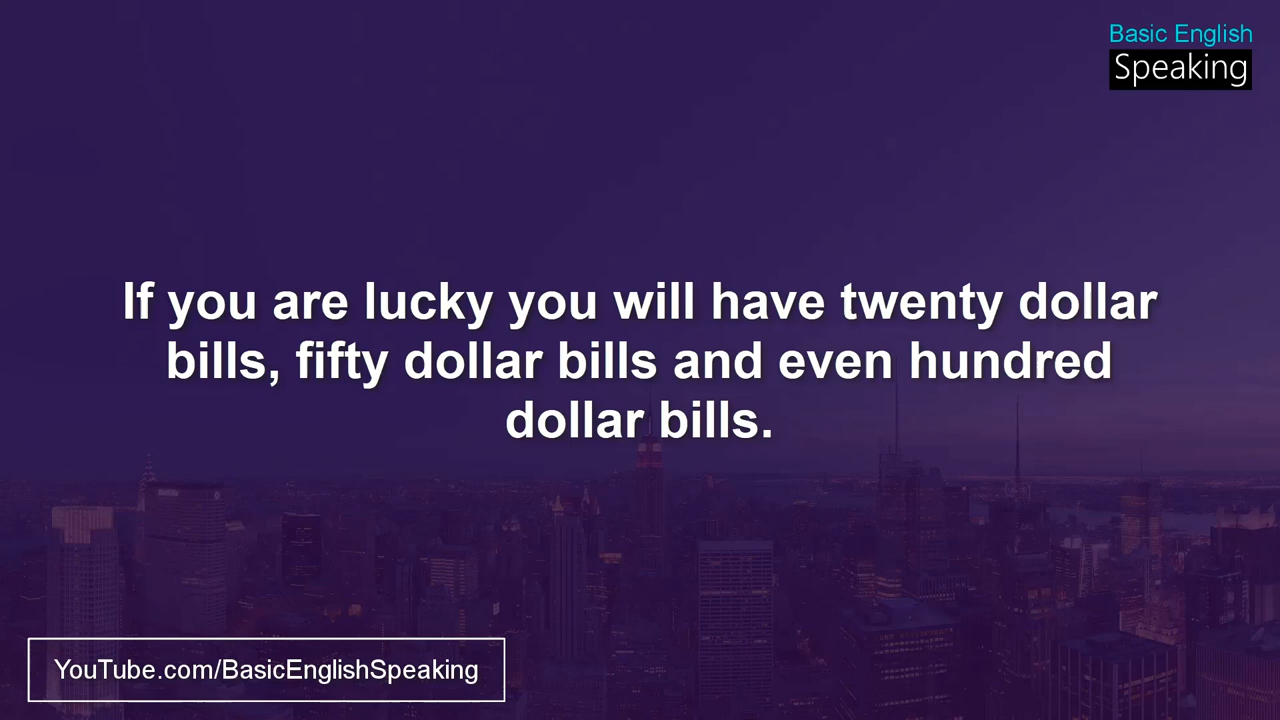 Basic English
Speaking
If you are lucky you will have twenty dollar
bills, fifty dollar bills and even hundred
dollar bills.
YouTube.com/BasicEnglishSpeaking